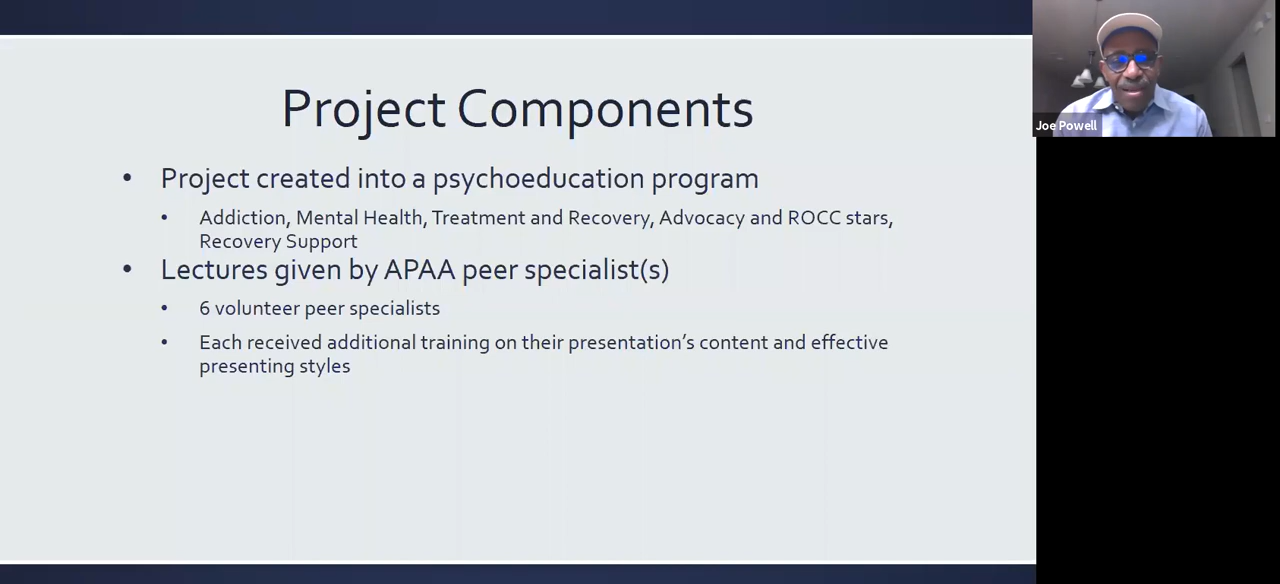 Project Components
• Project created into a psychoeducation program
• Addiction, Mental Health, Treatment and Recovery, Advocacy and ROCC stars,
Recovery Support
• Lectures given by APAA peer specialist(s)
• 6 volunteer peer specialists
• Each received additional training on their presentation’s content and effective
presenting styles
Joe Powell